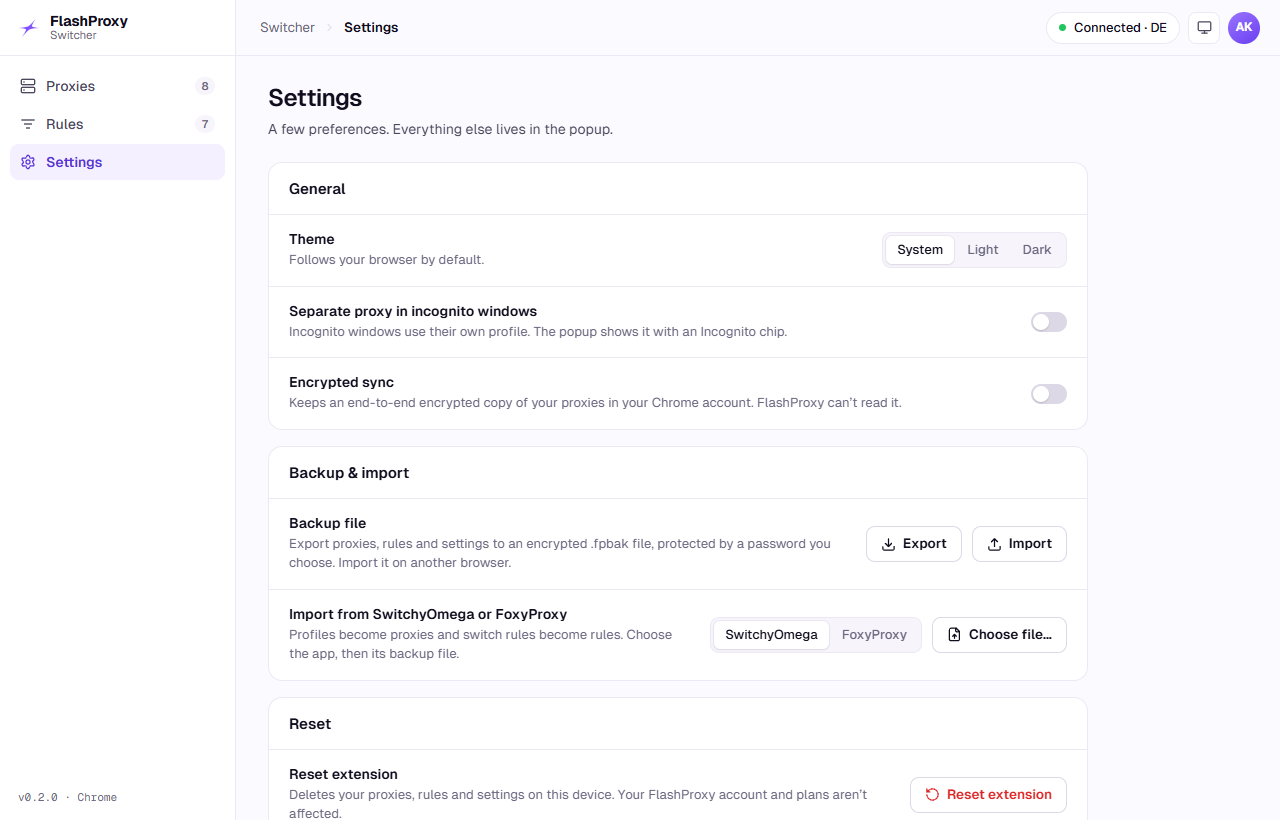 FlashProxy
Switcher
Switcher
Settings
Connected · DE
AK
Proxies
8
Rules
7
Settings
Settings
A few preferences. Everything else lives in the popup.
General
Theme
Follows your browser by default.
System
Light
Dark
Separate proxy in incognito windows
Incognito windows use their own profile. The popup shows it with an Incognito chip.
Encrypted sync
Keeps an end-to-end encrypted copy of your proxies in your Chrome account. FlashProxy can’t read it.
Backup & import
Backup file
Export proxies, rules and settings to an encrypted .fpbak file, protected by a password you
choose. Import it on another browser.
Export
Import
Import from SwitchyOmega or FoxyProxy
Profiles become proxies and switch rules become rules. Choose
the app, then its backup file.
SwitchyOmega
FoxyProxy
Choose file…
Reset
Reset extension
Deletes your proxies, rules and settings on this device. Your FlashProxy account and plans aren’t
affected.
Reset extension
v0.2.0 · Chrome